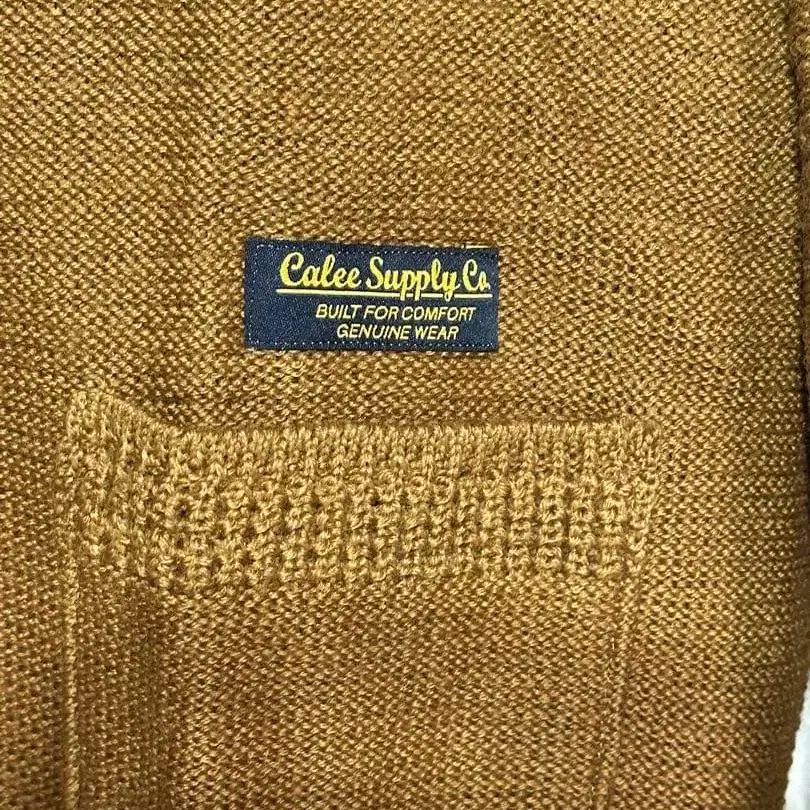 Calee Supply Co.
BUILT FOR COMFORT
GENUINE WEAR